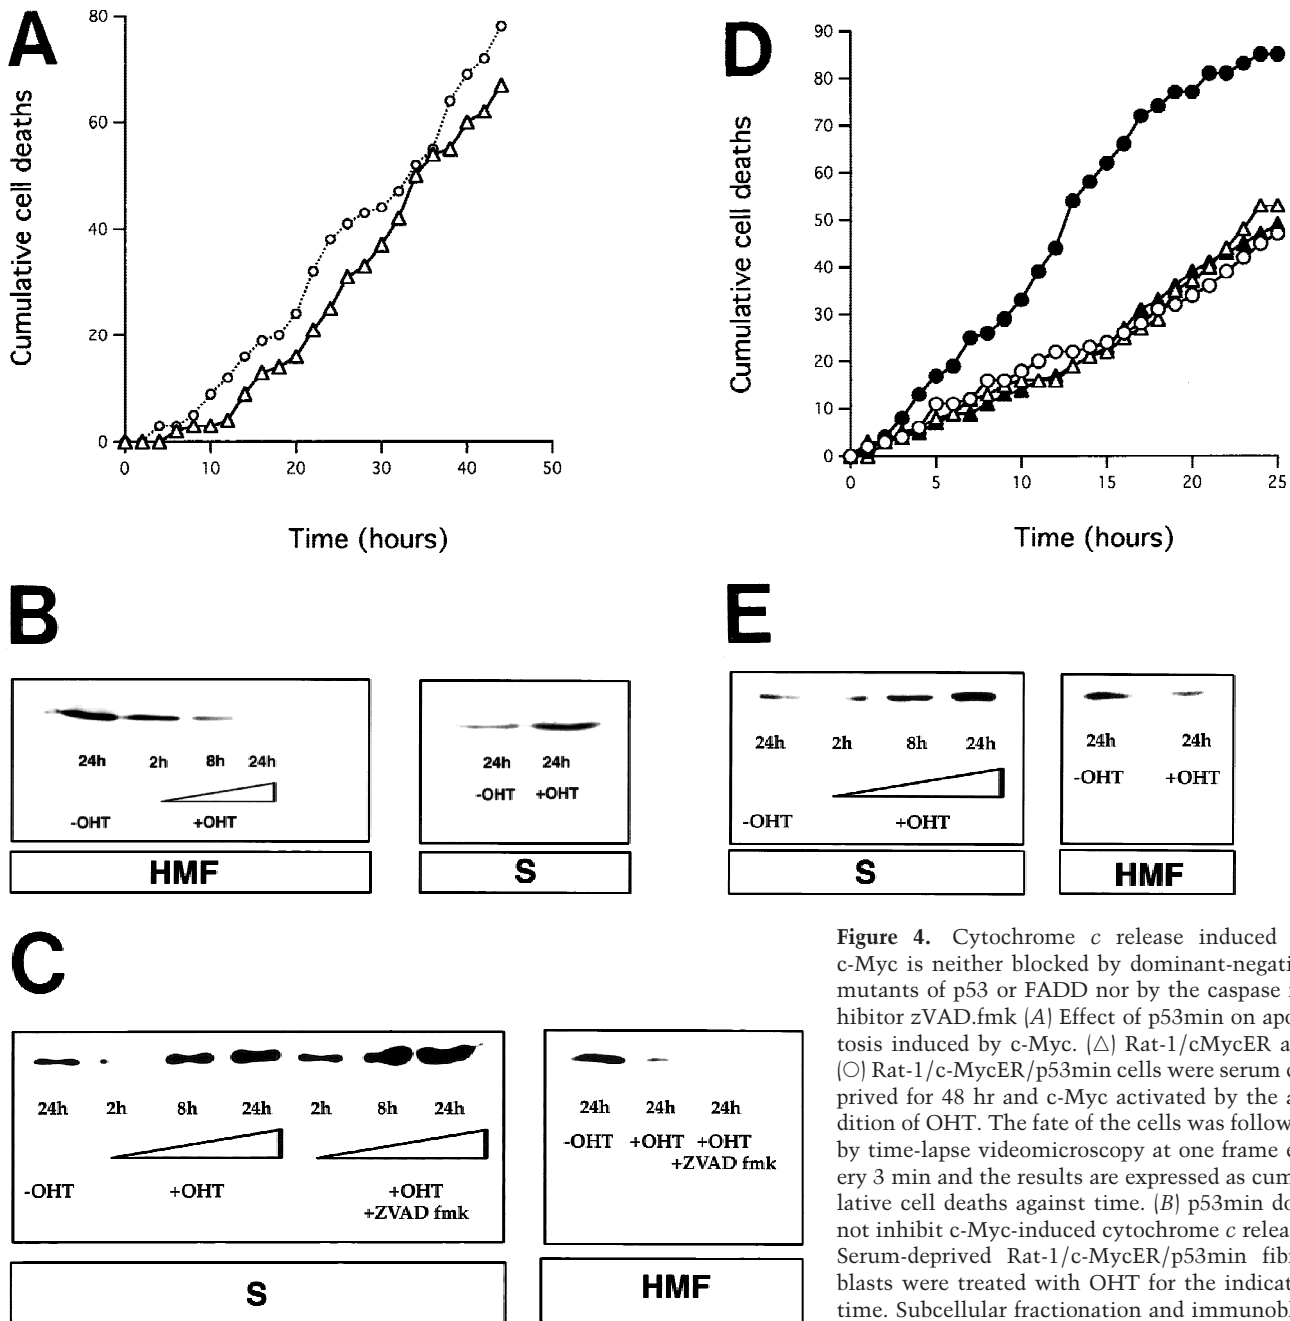 A
Cumulative cell deaths
80
60
40
20
0
0 10 20 30 40 50
Time (hours)
D
Cumulative cell deaths
90
80
70
60
50
40
30
20
10
0
0 5 10 15 20 25
Time (hours)
B
24h 2h 8h 24h
-OHT +OHT
HMF
24h 24h
-OHT +OHT
S
E
24h 2h 8h 24h
-OHT +OHT
S
24h 24h
-OHT +OHT
HMF
C
24h 2h 8h 24h 2h 8h 24h
-OHT +OHT +OHT
+ZVAD fmk
S
24h 24h 24h
-OHT +OHT +OHT
+ZVAD fmk
HMF
Figure 4. Cytochrome c release induced
c-Myc is neither blocked by dominant-negati
mutants of p53 or FADD nor by the caspase
hibitor zVAD.fmk (A) Effect of p53min on apo
tosis induced by c-Myc. (△) Rat-1/cMycER a
(○) Rat-1/c-MycER/p53min cells were serum
prived for 48 hr and c-Myc activated by the a
dition of OHT. The fate of the cells was follow
by time-lapse videomicroscopy at one frame e
ery 3 min and the results are expressed as cum
lative cell deaths against time. (B) p53min do
not inhibit c-Myc-induced cytochrome c relea
Serum-deprived Rat-1/c-MycER/p53min fib
blasts were treated with OHT for the indicat
time. Subcellular fractionation and immunobl